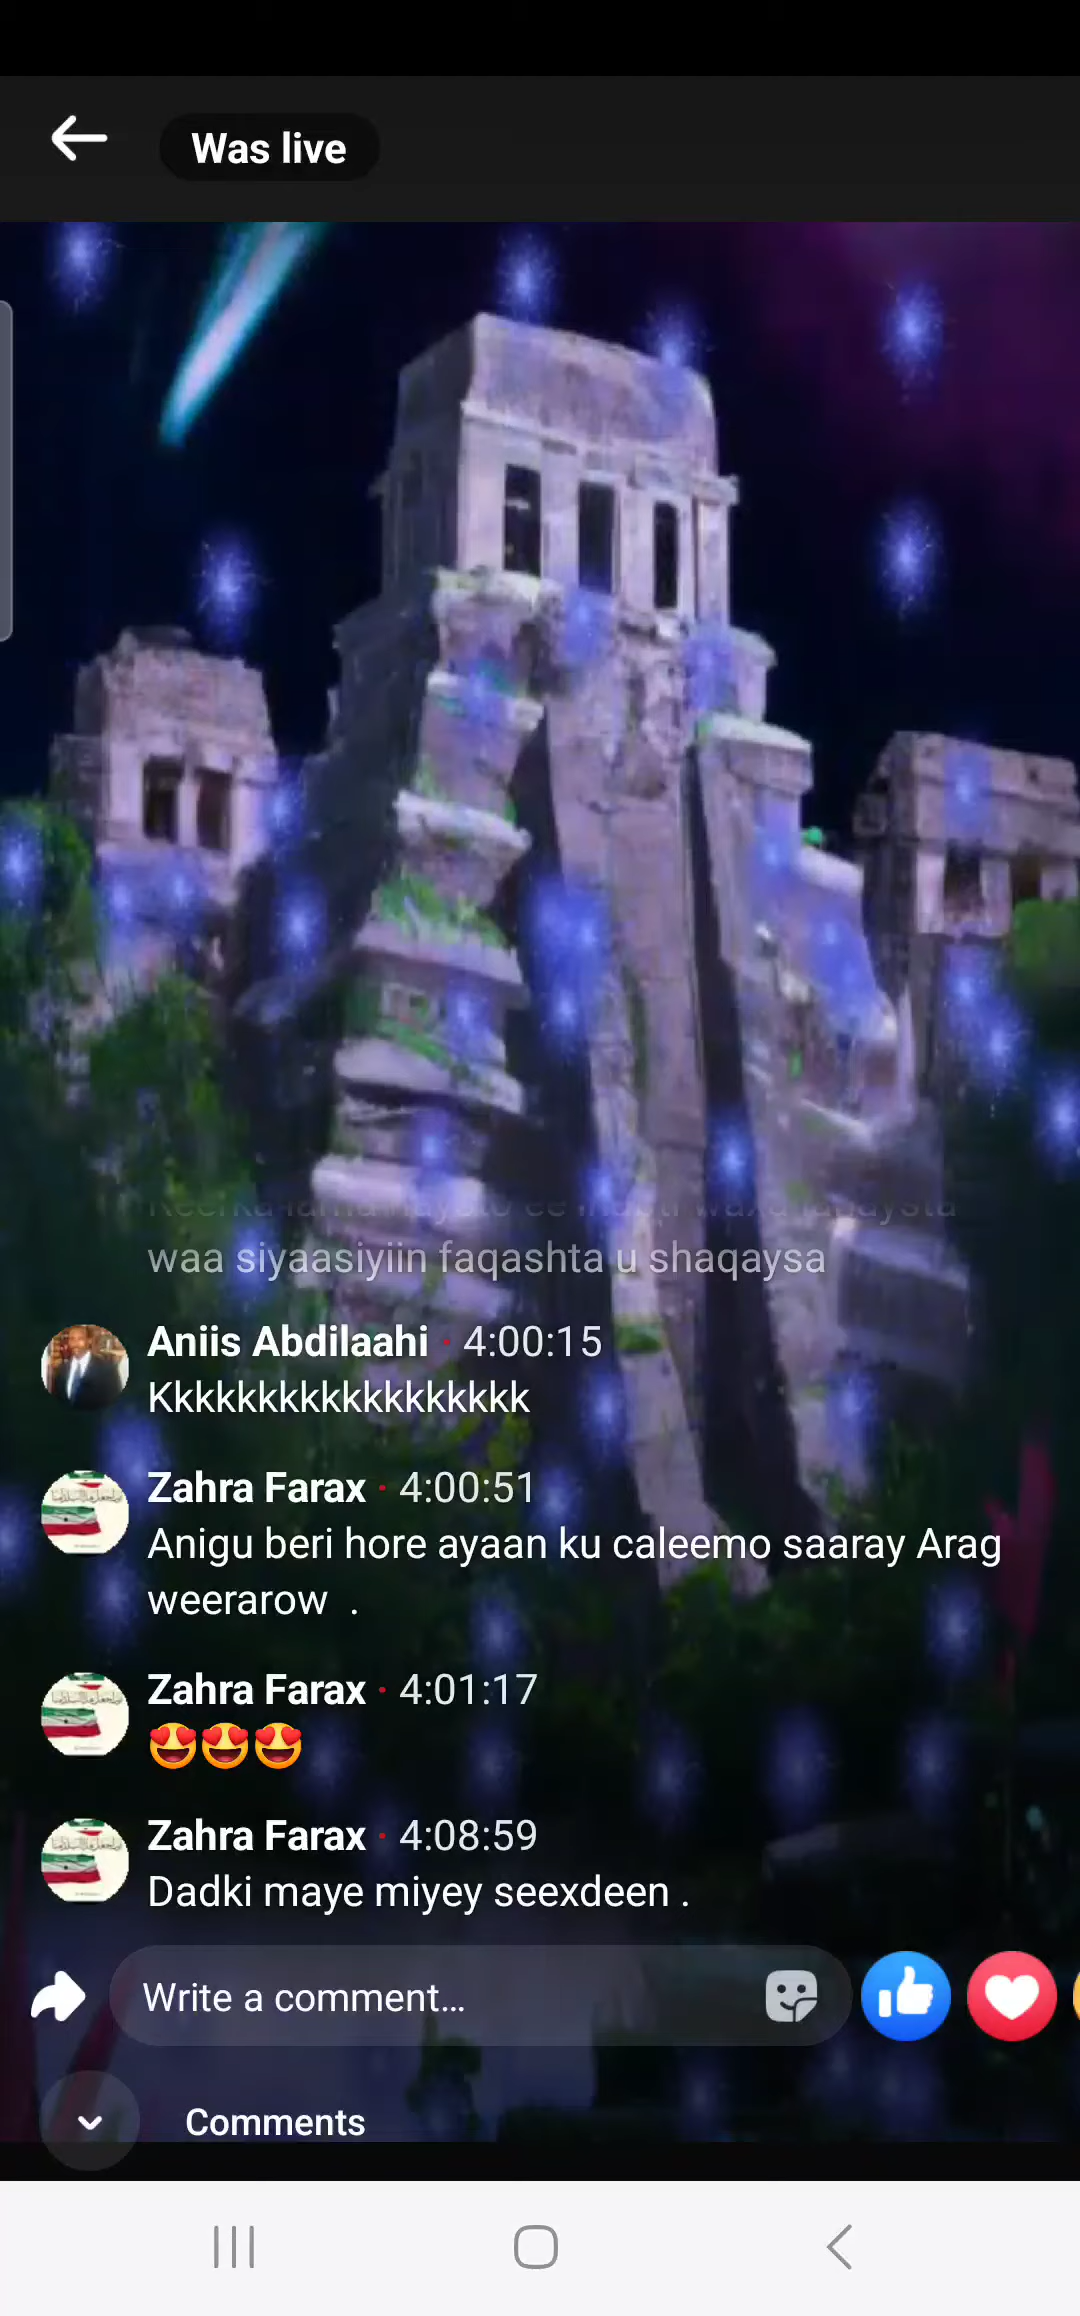 Was live
waa siyaasiyiin faqashta u shaqaysa
Aniis Abdilaahi · 4:00:15
Kkkkkkkkkkkkkkkkkk
Zahra Farax · 4:00:51
Anigu beri hore ayaan ku caleemo saaray Arag
weerarow .
Zahra Farax · 4:01:17
😍😍😍
Zahra Farax · 4:08:59
Dadki maye miyey seexdeen .
Write a comment...
Comments